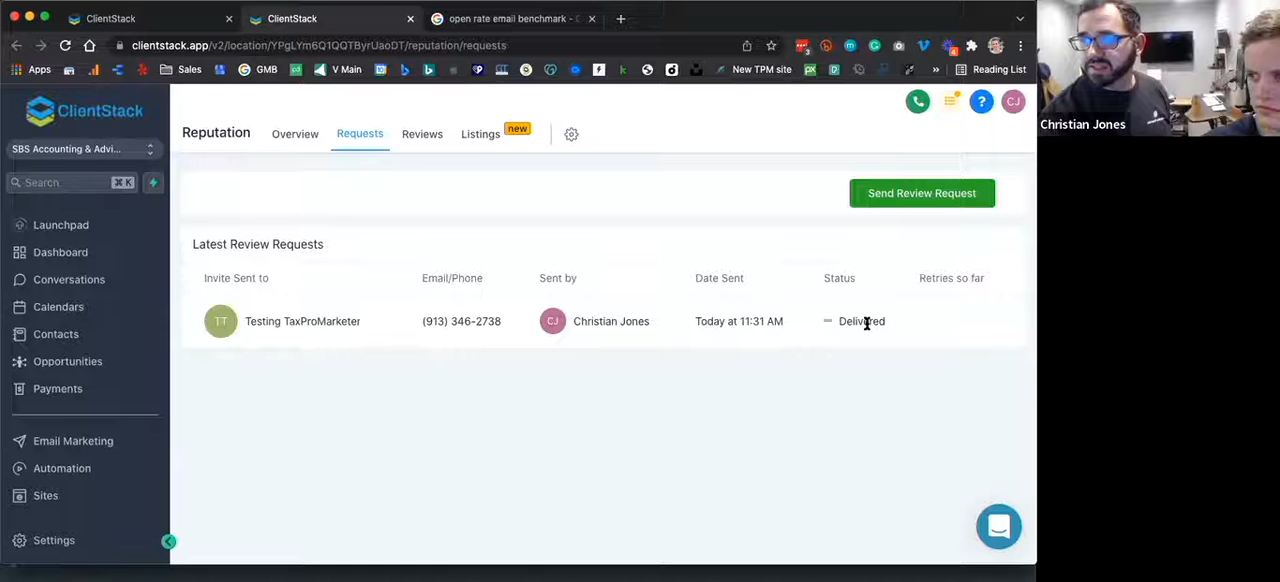 ClientStack
ClientStack
open rate email benchmark - G
clientstack.app/v2/location/YPgLYm6Q1QQTByrUaoDT/reputation/requests
Apps
Sales
GMB
V Main
New TPM site
Reading List
Christian Jones
ClientStack
SBS Accounting & Advi...
Search
⌘ K
Launchpad
Dashboard
Conversations
Calendars
Contacts
Opportunities
Payments
Email Marketing
Automation
Sites
Settings
CJ
Reputation
Overview
Requests
Reviews
Listings
new
Send Review Request
Latest Review Requests
Invite Sent to
Email/Phone
Sent by
Date Sent
Status
Retries so far
TT
Testing TaxProMarketer
(913) 346-2738
CJ
Christian Jones
Today at 11:31 AM
Delivered